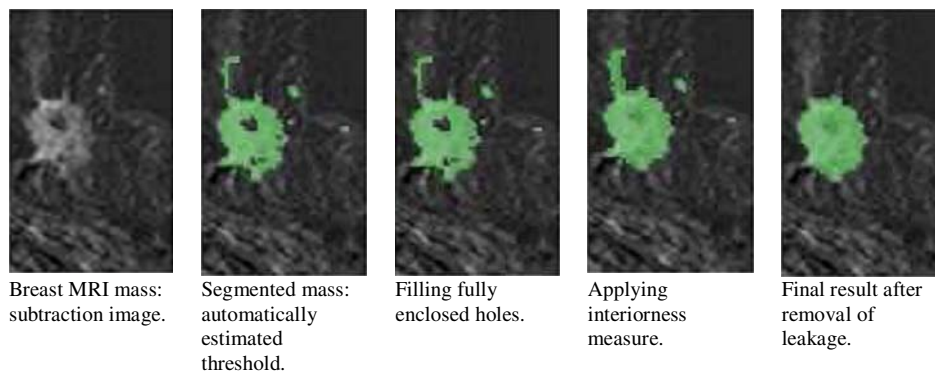 Breast MRI mass:
subtraction image.
Segmented mass:
automatically
estimated
threshold.
Filling fully
enclosed holes.
Applying
interiorness
measure.
Final result after
removal of
leakage.